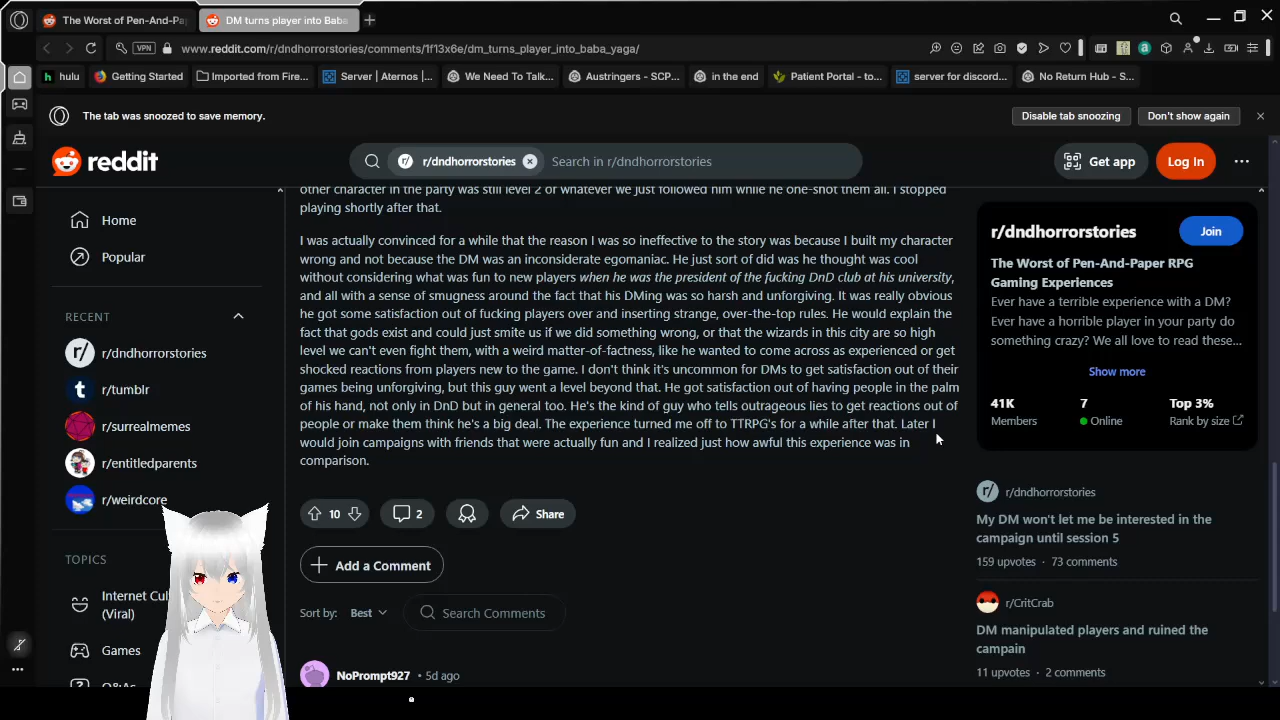 The Worst of Pen-And-Pa
DM turns player into Baba
VPN
www.reddit.com/r/dndhorrorstories/comments/1f13x6e/dm_turns_player_into_baba_yaga/
hulu
Getting Started
Imported from Fire...
Server | Aternos |...
We Need To Talk...
Austringers - SCP...
in the end
Patient Portal - to...
server for discord...
No Return Hub - S...
The tab was snoozed to save memory.
Disable tab snoozing
Don't show again
reddit
r/dndhorrorstories
Search in r/dndhorrorstories
Get app
Log In
Home
Popular
RECENT
r/dndhorrorstories
r/tumblr
r/surrealmemes
r/entitledparents
r/weirdcore
TOPICS
Internet Cul
(Viral)
Games
other character in the party was still level 2 or whatever we just followed him while he one-shot them all. I stopped
playing shortly after that.
I was actually convinced for a while that the reason I was so ineffective to the story was because I built my character
wrong and not because the DM was an inconsiderate egomaniac. He just sort of did was he thought was cool
without considering what was fun to new players when he was the president of the fucking DnD club at his university,
and all with a sense of smugness around the fact that his DMing was so harsh and unforgiving. It was really obvious
he got some satisfaction out of fucking players over and inserting strange, over-the-top rules. He would explain the
fact that gods exist and could just smite us if we did something wrong, or that the wizards in this city are so high
level we can't even fight them, with a weird matter-of-factness, like he wanted to come across as experienced or get
shocked reactions from players new to the game. I don't think it's uncommon for DMs to get satisfaction out of their
games being unforgiving, but this guy went a level beyond that. He got satisfaction out of having people in the palm
of his hand, not only in DnD but in general too. He's the kind of guy who tells outrageous lies to get reactions out of
people or make them think he's a big deal. The experience turned me off to TTRPG's for a while after that. Later I
would join campaigns with friends that were actually fun and I realized just how awful this experience was in
comparison.
10
2
Share
Add a Comment
Sort by:
Best
Search Comments
NoPrompt927
• 5d ago
r/dndhorrorstories
Join
The Worst of Pen-And-Paper RPG
Gaming Experiences
Ever have a terrible experience with a DM?
Ever have a horrible player in your party do
something crazy? We all love to read these...
Show more
41K
7
Top 3%
Members
Online
Rank by size
r/dndhorrorstories
My DM won't let me be interested in the
campaign until session 5
159 upvotes · 73 comments
r/CritCrab
DM manipulated players and ruined the
campain
11 upvotes · 2 comments